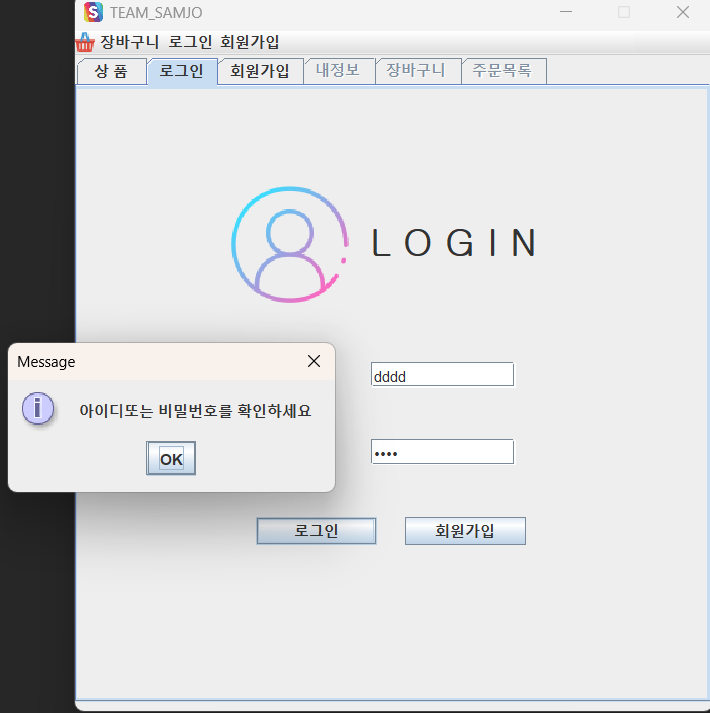 S TEAM_SAMJO
장바구니 로그인 회원가입
상 품 로그인 회원가입 내정보 장바구니 주문목록
LOGIN
Message
i
아이디또는 비밀번호를 확인하세요
OK
dddd
••••
로그인 회원가입